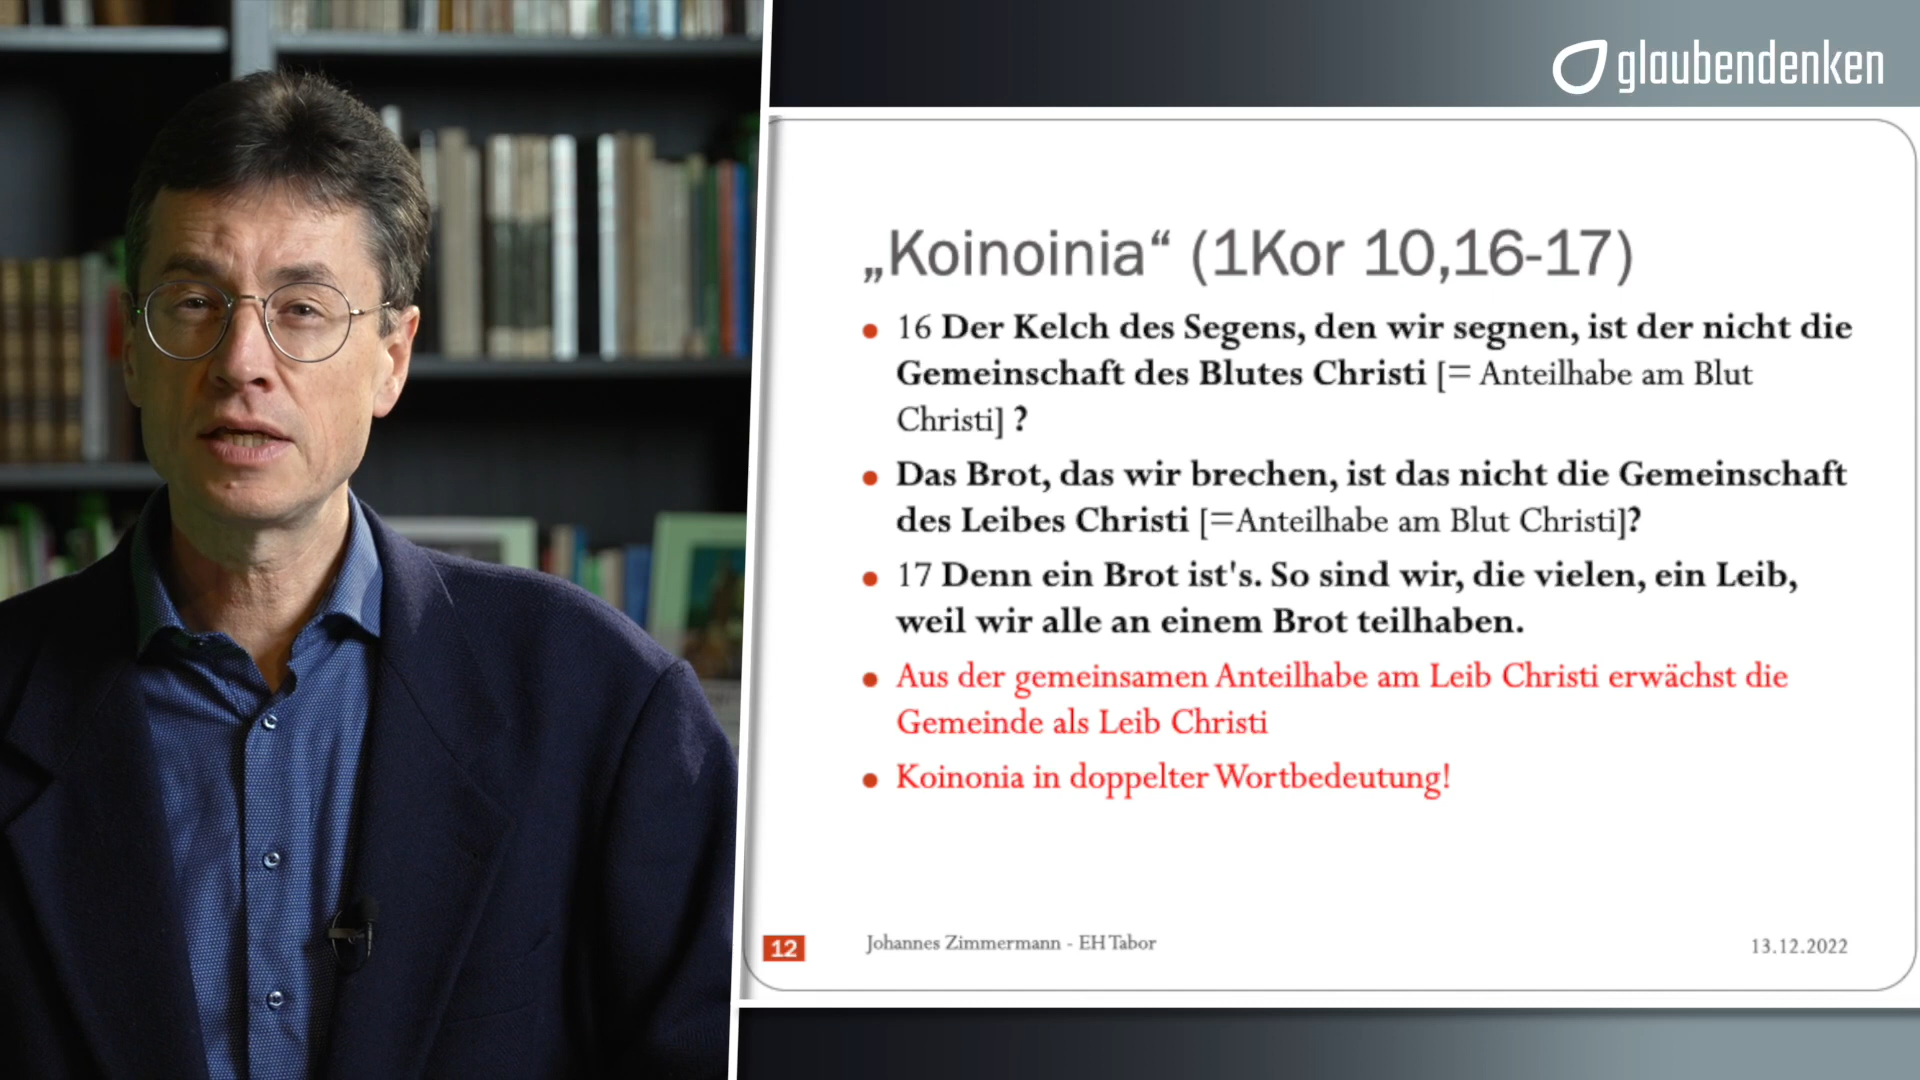 glaubendenken
„Koinoinia“ (1Kor 10,16-17)
16 Der Kelch des Segens, den wir segnen, ist der nicht die
Gemeinschaft des Blutes Christi [= Anteilhabe am Blut
Christi] ?
Das Brot, das wir brechen, ist das nicht die Gemeinschaft
des Leibes Christi [=Anteilhabe am Blut Christi]?
17 Denn ein Brot ist's. So sind wir, die vielen, ein Leib,
weil wir alle an einem Brot teilhaben.
Aus der gemeinsamen Anteilhabe am Leib Christi erwächst die
Gemeinde als Leib Christi
Koinonia in doppelter Wortbedeutung!
12
Johannes Zimmermann - EH Tabor
13.12.2022